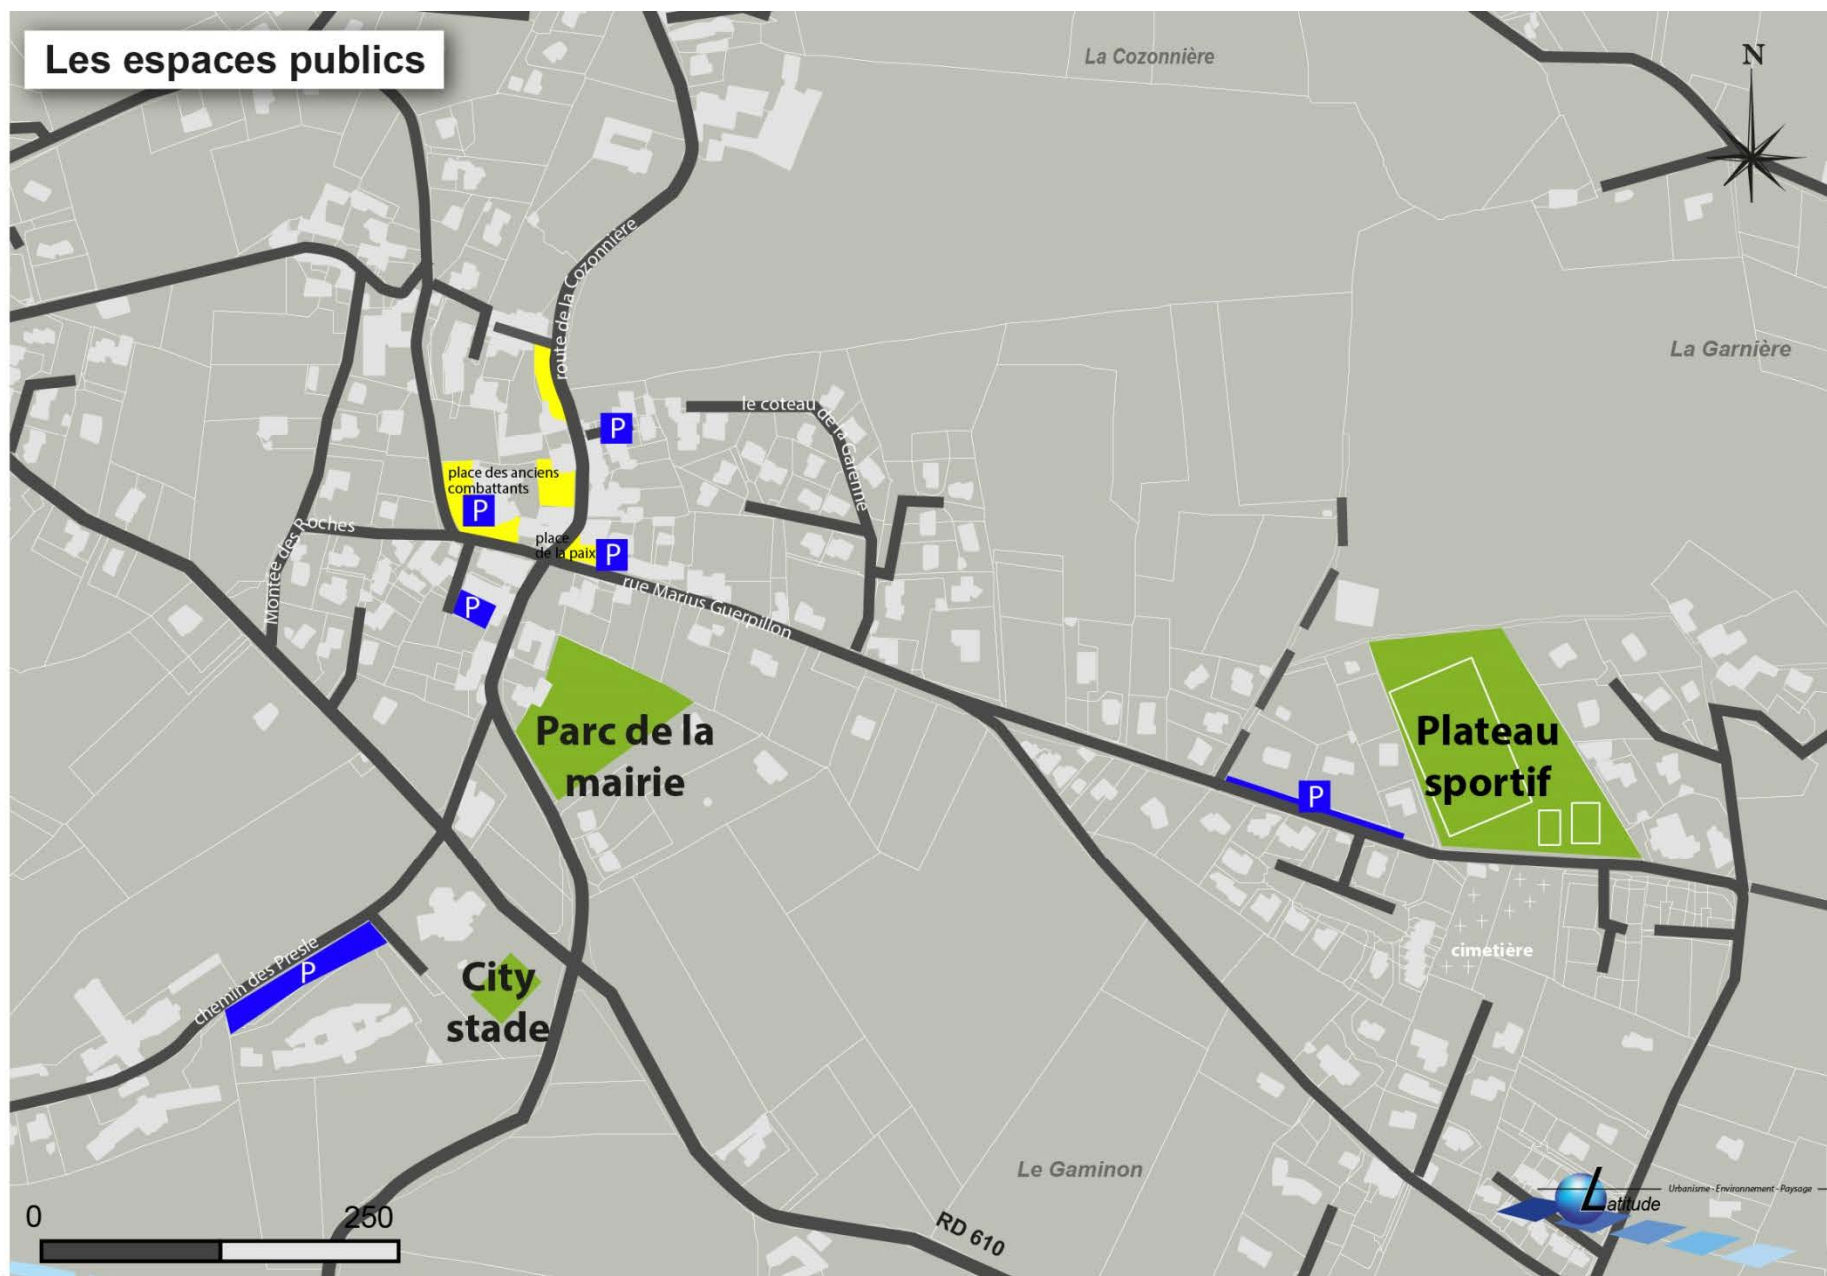 Les espaces publics
La Cozonnière
N
route de la Cozonnière
La Garnière
le coteau de la Garenne
P
place des anciens
combattants
P
Montée des Roches
place
de la paix
P
rue Marius Guerpillon
P
Parc de la
mairie
Plateau
sportif
P
cimetière
chemin des Presle
P
City
stade
Le Gaminon
RD 610
0 250
Latitude
Urbanisme - Environnement - Paysage